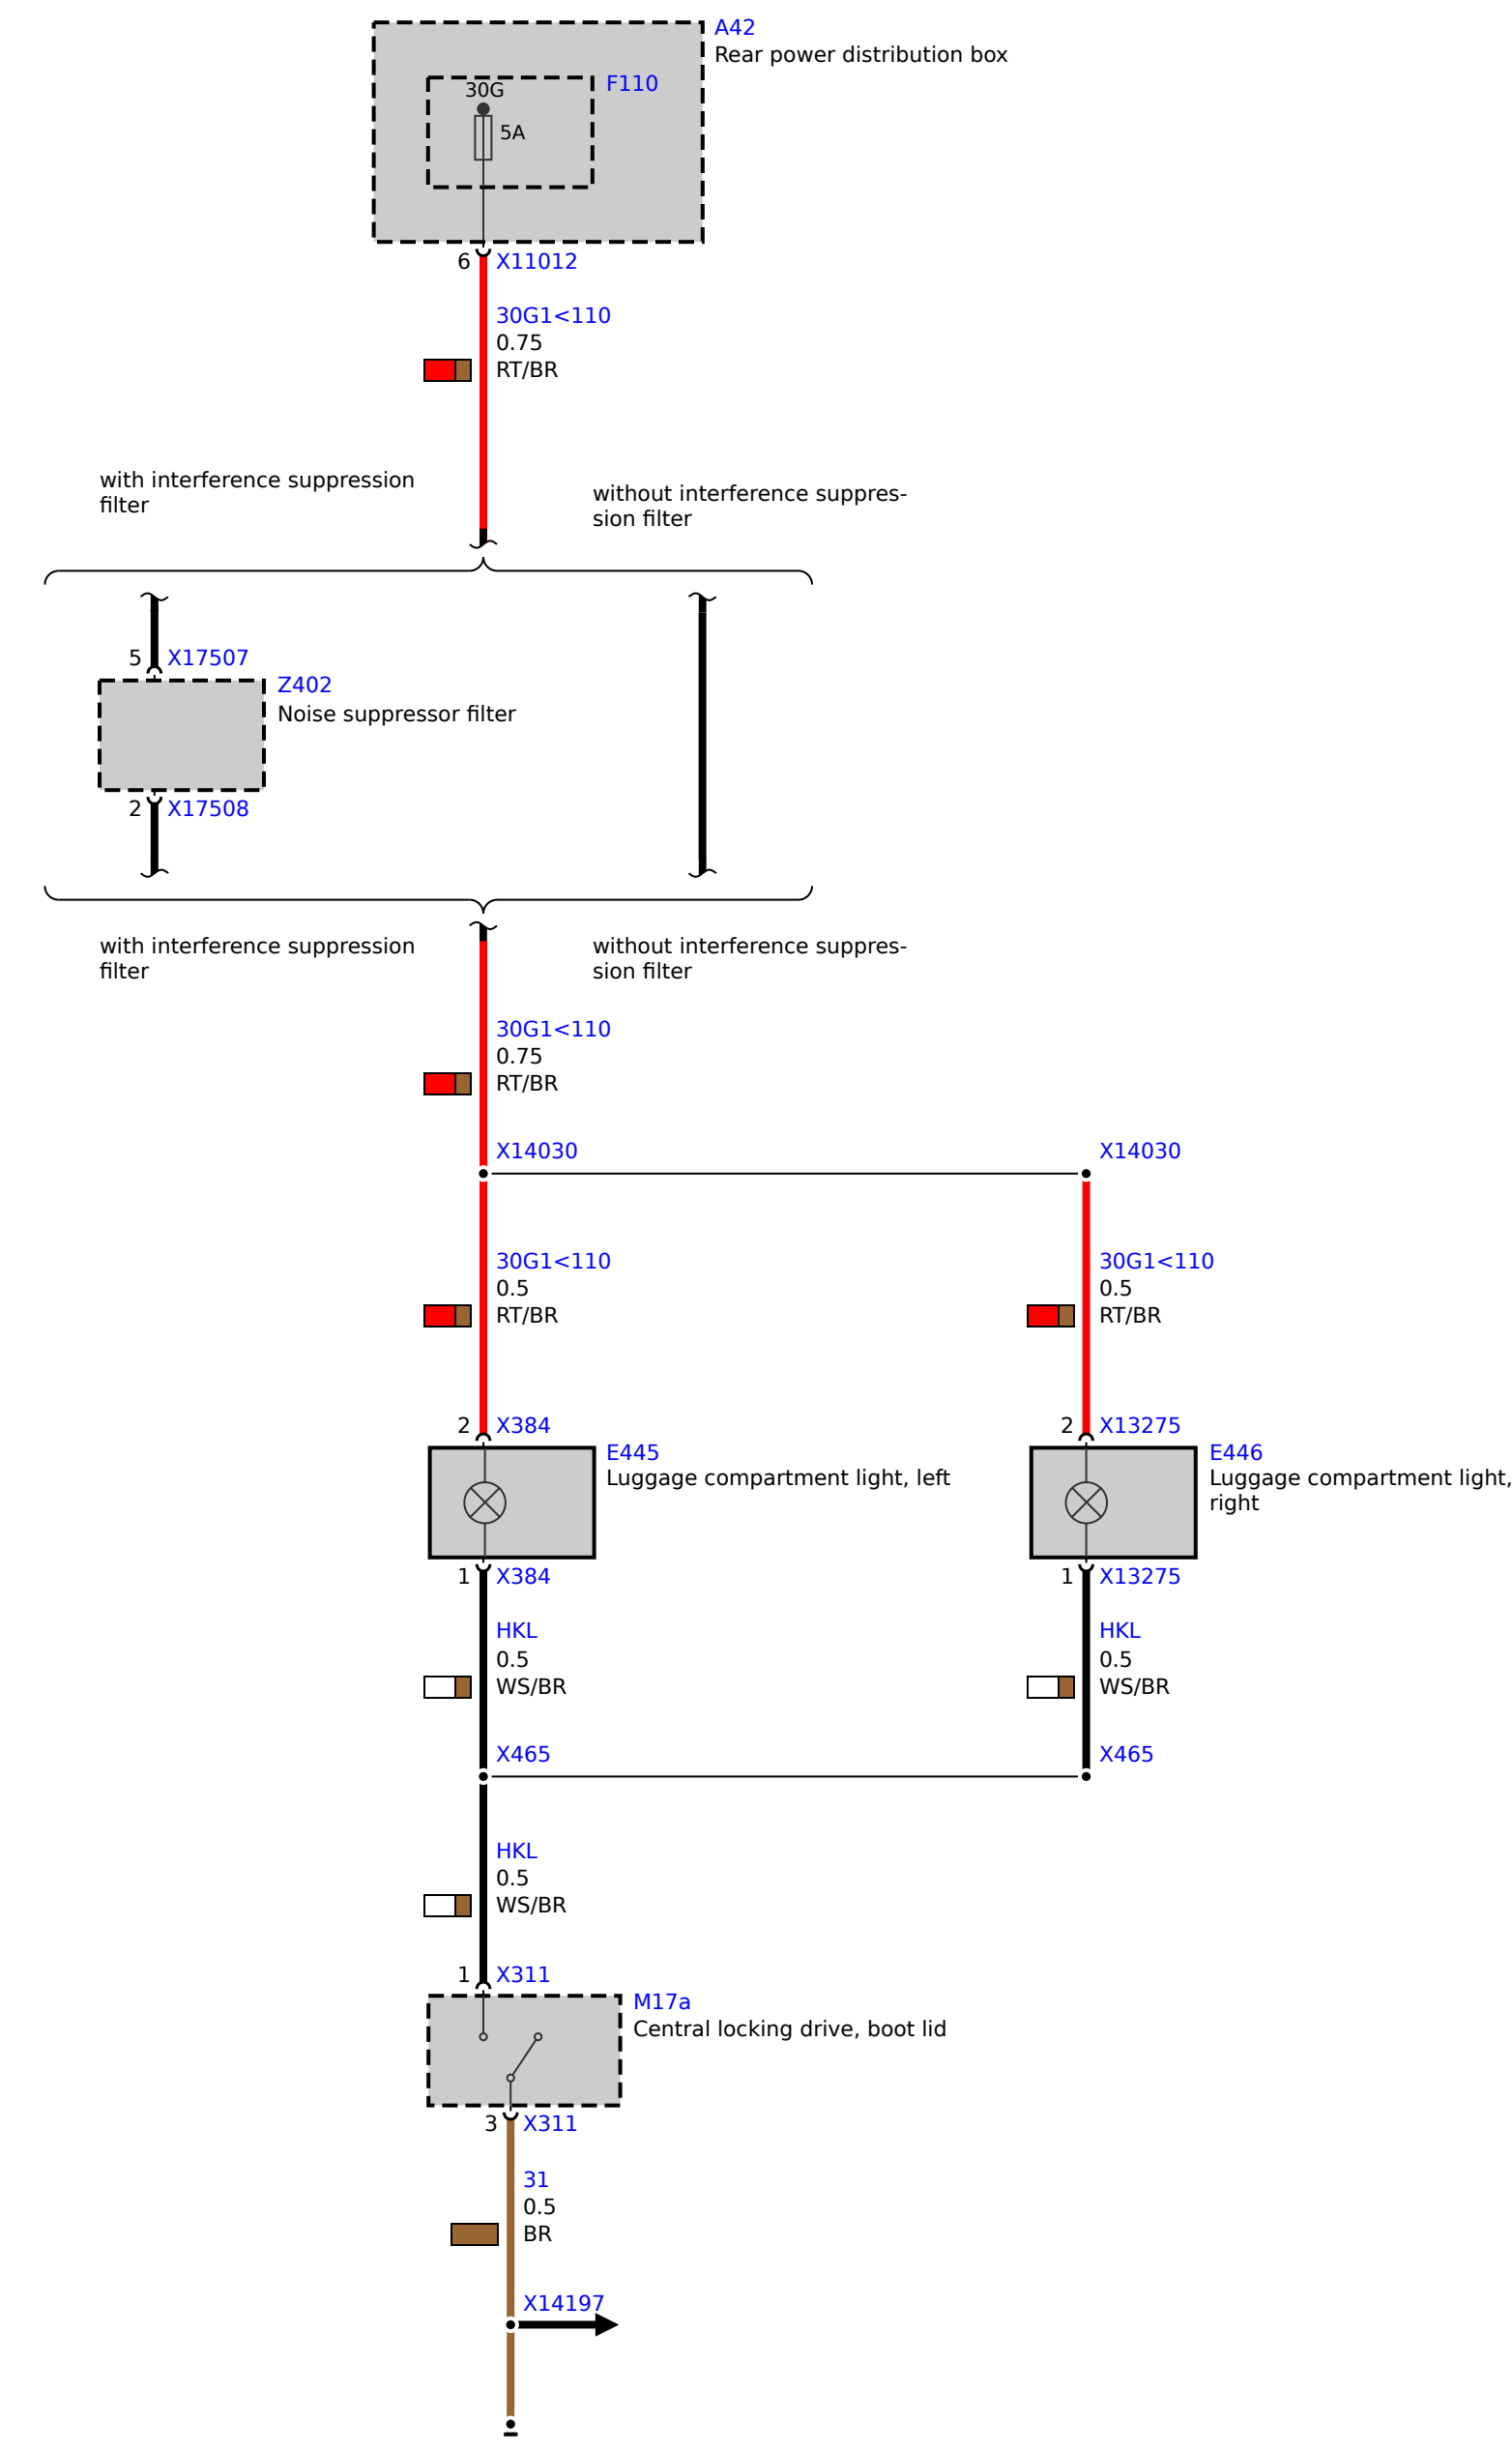 A42
Rear power distribution box
F110
30G
5A
6 X11012
30G1<110
0.75
RT/BR
with interference suppression
filter
without interference suppres-
sion filter
5 X17507
Z402
Noise suppressor filter
2 X17508
with interference suppression
filter
without interference suppres-
sion filter
30G1<110
0.75
RT/BR
X14030
X14030
30G1<110
0.5
RT/BR
30G1<110
0.5
RT/BR
2 X384
2 X13275
E445
Luggage compartment light, left
E446
Luggage compartment light,
right
1 X384
1 X13275
HKL
0.5
WS/BR
HKL
0.5
WS/BR
X465
X465
HKL
0.5
WS/BR
1 X311
M17a
Central locking drive, boot lid
3 X311
31
0.5
BR
X14197